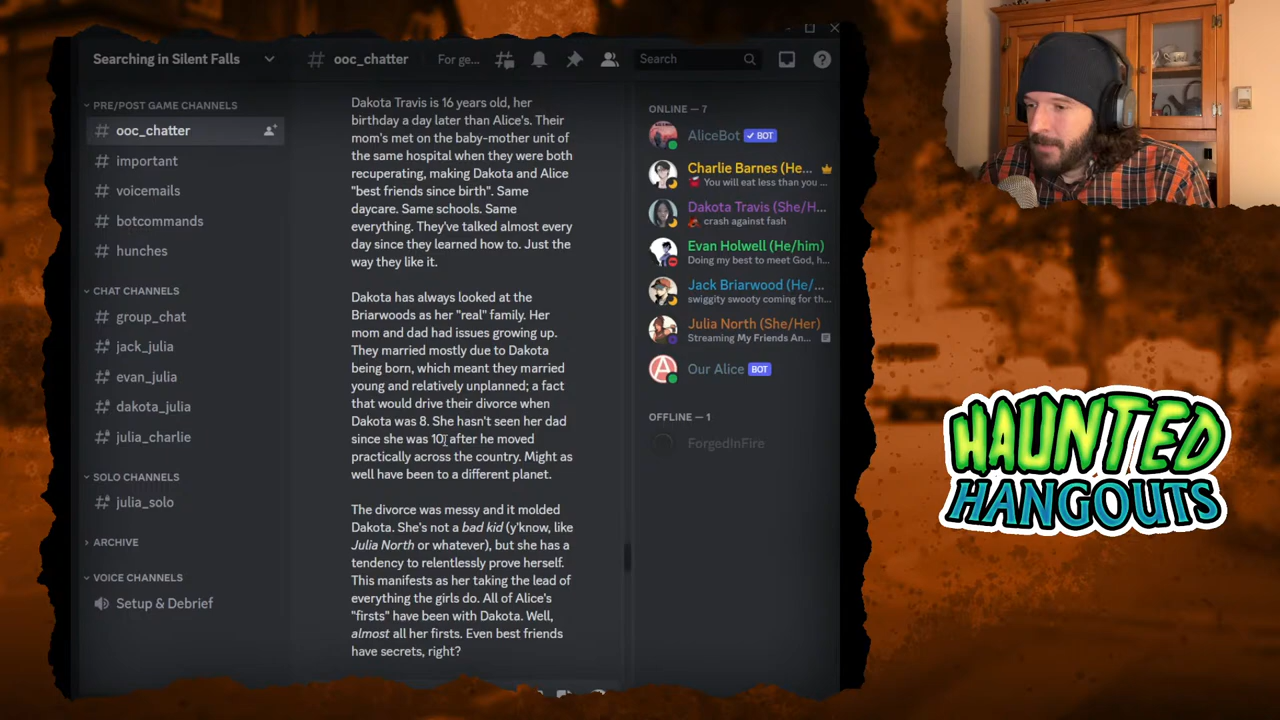 Searching in Silent Falls
PRE/POST GAME CHANNELS
ooc_chatter
important
voicemails
botcommands
hunches
CHAT CHANNELS
group_chat
jack_julia
evan_julia
dakota_julia
julia_charlie
SOLO CHANNELS
julia_solo
ARCHIVE
VOICE CHANNELS
Setup & Debrief
ooc_chatter
For ge...
Search
Dakota Travis is 16 years old, her
birthday a day later than Alice's. Their
mom's met on the baby-mother unit of
the same hospital when they were both
recuperating, making Dakota and Alice
"best friends since birth". Same
daycare. Same schools. Same
everything. They've talked almost every
day since they learned how to. Just the
way they like it.
Dakota has always looked at the
Briarwoods as her "real" family. Her
mom and dad had issues growing up.
They married mostly due to Dakota
being born, which meant they married
young and relatively unplanned; a fact
that would drive their divorce when
Dakota was 8. She hasn't seen her dad
since she was 10, after he moved
practically across the country. Might as
well have been to a different planet.
The divorce was messy and it molded
Dakota. She's not a bad kid (y'know, like
Julia North or whatever), but she has a
tendency to relentlessly prove herself.
This manifests as her taking the lead of
everything the girls do. All of Alice's
"firsts" have been with Dakota. Well,
almost all her firsts. Even best friends
have secrets, right?
ONLINE — 7
AliceBot ✓ BOT
Charlie Barnes (He...
You will eat less than you ...
Dakota Travis (She/H...
crash against fash
Evan Holwell (He/him)
Doing my best to meet God, h...
Jack Briarwood (He/...
swiggity swooty coming for th...
Julia North (She/Her)
Streaming My Friends An...
Our Alice BOT
OFFLINE — 1
ForgedInFire
HAUNTED
HANGOUTS